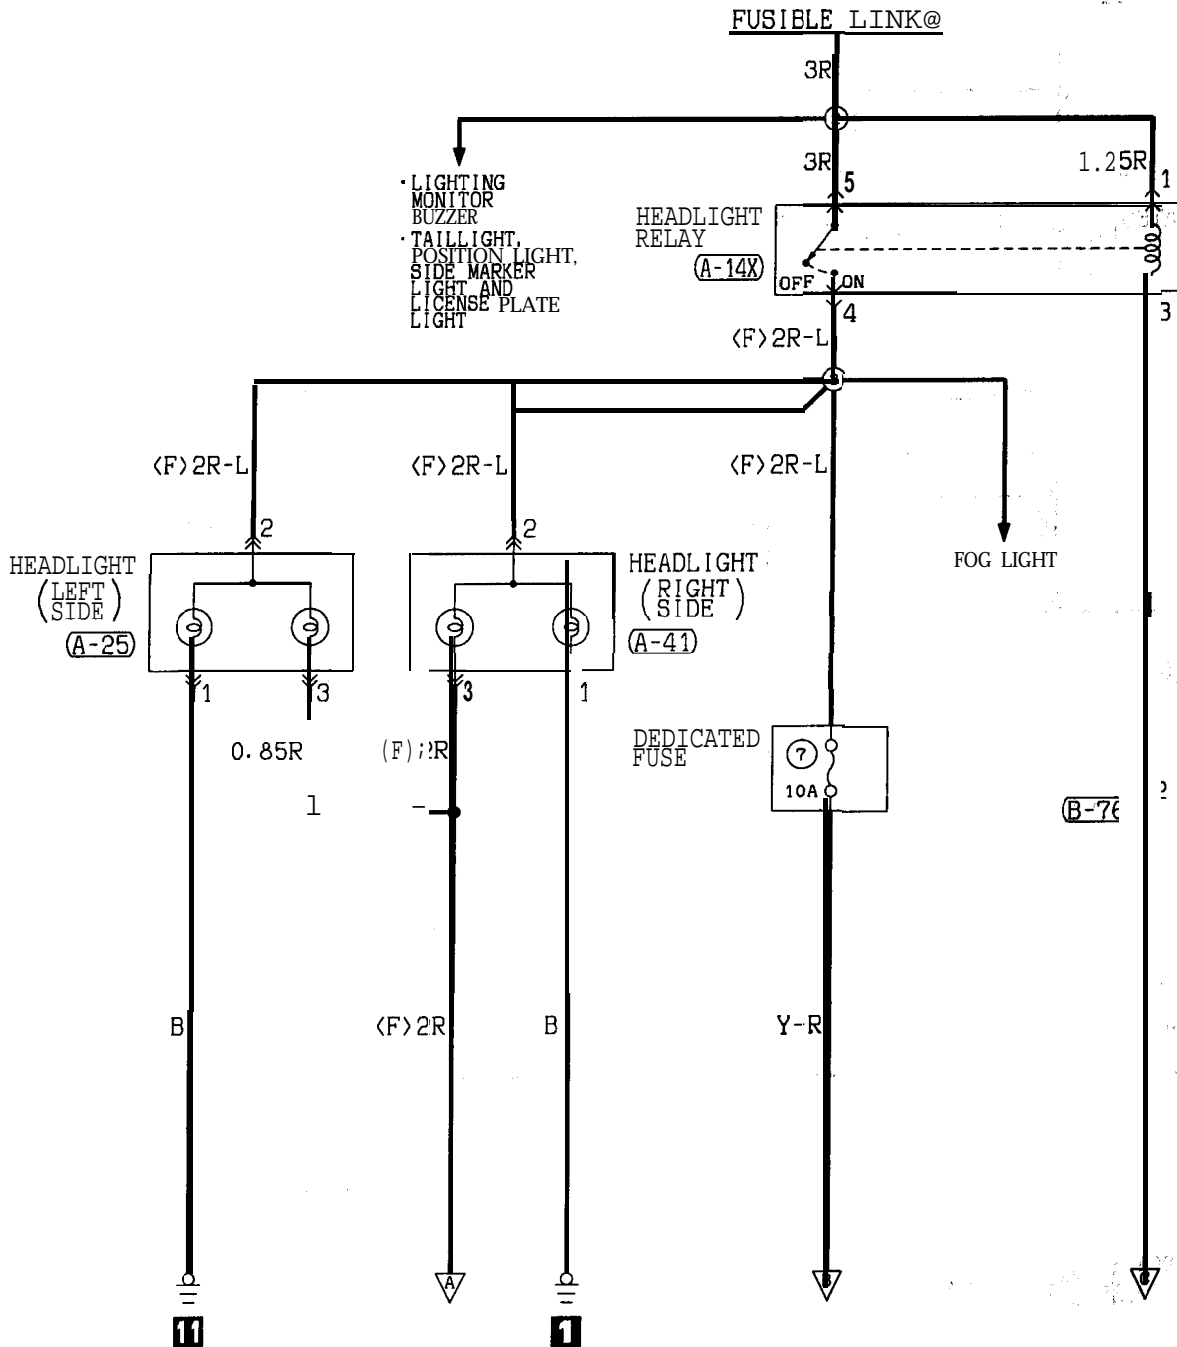 FUSIBLE LINK@
3R
3R
5
1.25R
1
· LIGHTING
MONITOR
BUZZER
· TAILLIGHT,
POSITION LIGHT,
SIDE MARKER
LIGHT AND
LICENSE PLATE
LIGHT
HEADLIGHT
RELAY
A-14X
OFF
ON
4
3
<F>2R-L
<F>2R-L
<F>2R-L
<F>2R-L
2
2
FOG LIGHT
HEADLIGHT
(LEFT
SIDE)
A-25
HEADLIGHT
(RIGHT
SIDE)
A-41
1
3
3
1
0.85R
(F);2R
DEDICATED
FUSE
7
10A
1
2
B-76
B
<F>2R
B
Y-R
A
B
C
11
1